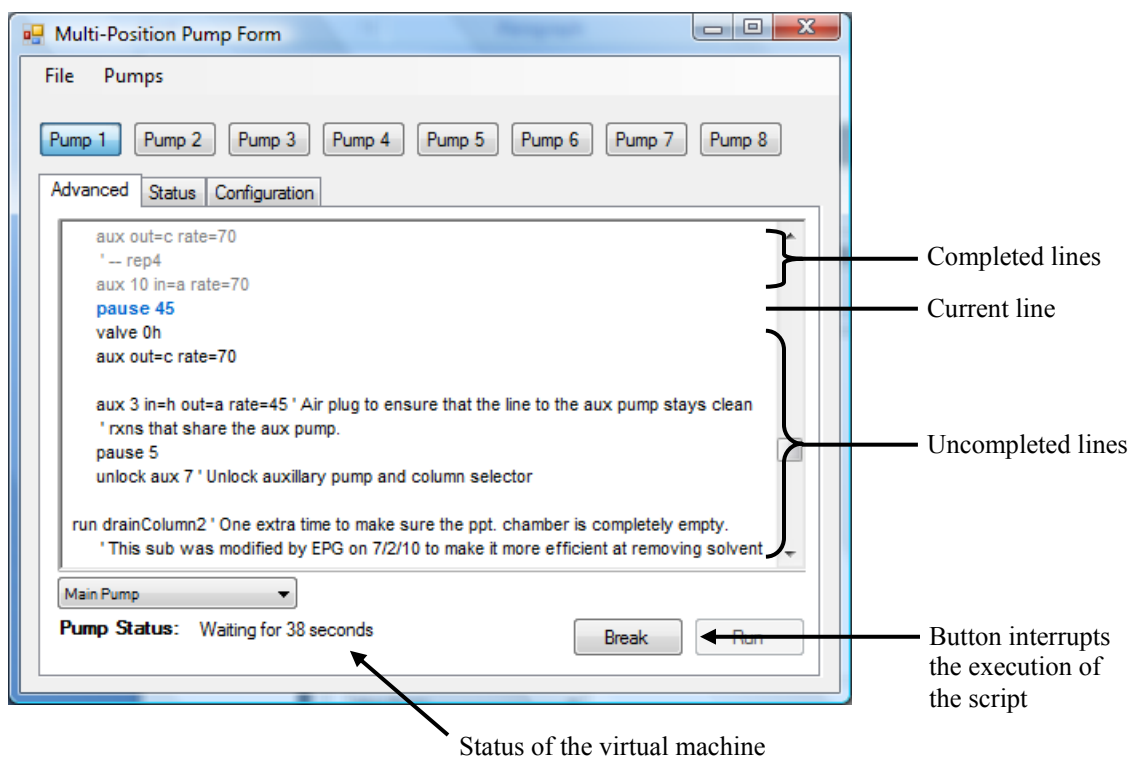 Multi-Position Pump Form
File Pumps
Pump 1 Pump 2 Pump 3 Pump 4 Pump 5 Pump 6 Pump 7 Pump 8
Advanced Status Configuration
aux out=c rate=70
' -- rep4
aux 10 in=a rate=70
pause 45
valve 0h
aux out=c rate=70
aux 3 in=h out=a rate=45 ' Air plug to ensure that the line to the aux pump stays clean
' rxns that share the aux pump.
pause 5
unlock aux 7 ' Unlock auxillary pump and column selector
run drainColumn2 ' One extra time to make sure the ppt. chamber is completely empty.
' This sub was modified by EPG on 7/2/10 to make it more efficient at removing solvent
Main Pump
Pump Status: Waiting for 38 seconds
Break Run
Completed lines
Current line
Uncompleted lines
Button interrupts
the execution of
the script
Status of the virtual machine